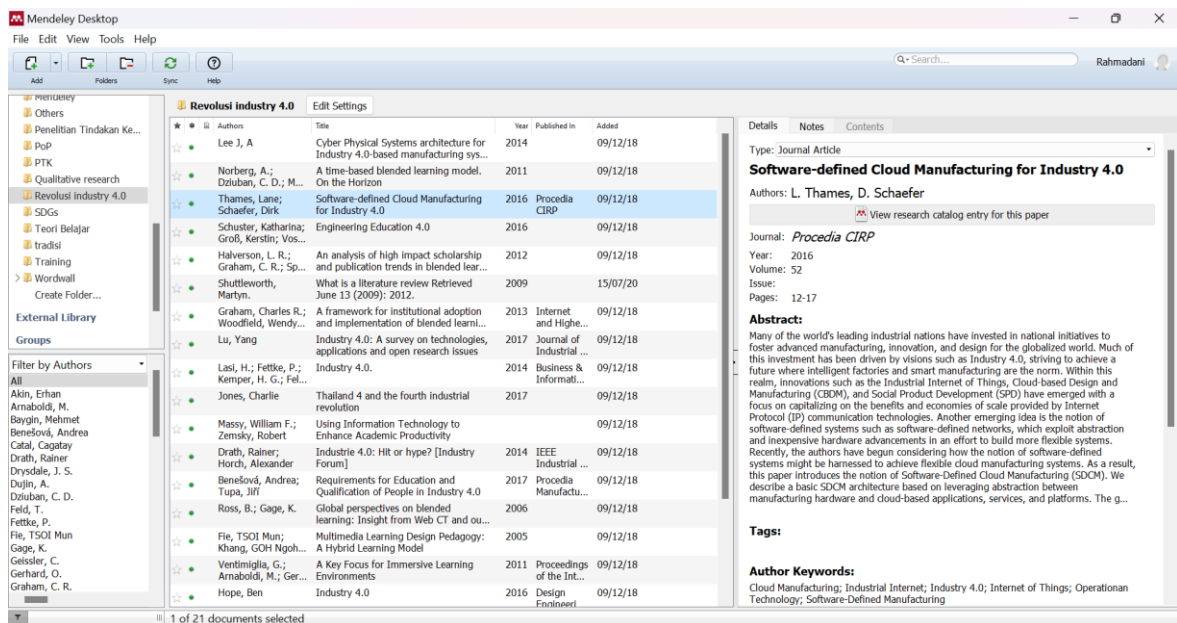 Mendeley Desktop
File Edit View Tools Help
Add Folders Sync Help
Search...
Rahmadani
Mendeley
Others
Penelitian Tindakan Ke...
PoP
PTK
Qualitative research
Revolusi industry 4.0
SDGs
Teori Belajar
tradisi
Training
Wordwall
Create Folder...
External Library
Groups
Filter by Authors
All
Akin, Erhan
Arnaboldi, M.
Baygin, Mehmet
Benešová, Andrea
Catal, Cagatay
Drath, Rainer
Drysdale, J. S.
Dujin, A.
Dziuban, C. D.
Feld, T.
Fettke, P.
Fie, TSOI Mun
Gage, K.
Geissler, C.
Gerhard, O.
Graham, C. R.
Revolusi industry 4.0 Edit Settings
Authors Title Year Published In Added
Lee J, A Cyber Physical Systems architecture for 2014 09/12/18
Industry 4.0-based manufacturing sys...
Norberg, A.; A time-based blended learning model. 2011 09/12/18
Dziuban, C. D.; M... On the Horizon
Thames, Lane; Software-defined Cloud Manufacturing 2016 Procedia 09/12/18
Schaefer, Dirk for Industry 4.0 CIRP
Schuster, Katharina; Engineering Education 4.0 2016 09/12/18
Groß, Kerstin; Vos...
Halverson, L. R.; An analysis of high impact scholarship 2012 09/12/18
Graham, C. R.; Sp... and publication trends in blended lear...
Shuttleworth, What is a literature review Retrieved 2009 15/07/20
Martyn. June 13 (2009): 2012.
Graham, Charles R.; A framework for institutional adoption 2013 Internet 09/12/18
Woodfield, Wendy... and implementation of blended learni... and Highe...
Lu, Yang Industry 4.0: A survey on technologies, 2017 Journal of 09/12/18
applications and open research issues Industrial ...
Lasi, H.; Fettke, P.; Industry 4.0. 2014 Business & 09/12/18
Kemper, H. G.; Fel... Informati...
Jones, Charlie Thailand 4 and the fourth industrial 2017 09/12/18
revolution
Massy, William F.; Using Information Technology to 09/12/18
Zemsky, Robert Enhance Academic Productivity
Drath, Rainer; Industrie 4.0: Hit or hype? [Industry 2014 IEEE 09/12/18
Horch, Alexander Forum] Industrial ...
Benešová, Andrea; Requirements for Education and 2017 Procedia 09/12/18
Tupa, Jiří Qualification of People in Industry 4.0 Manufactu...
Ross, B.; Gage, K. Global perspectives on blended 2006 09/12/18
learning: Insight from Web CT and ou...
Fie, TSOI Mun; Multimedia Learning Design Pedagogy: 2005 09/12/18
Khang, GOH Ngoh... A Hybrid Learning Model
Ventimiglia, G.; A Key Focus for Immersive Learning 2011 Proceedings 09/12/18
Arnaboldi, M.; Ger... Environments of the Int...
Hope, Ben Industry 4.0 2016 Design 09/12/18
Engineeri
Details Notes Contents
Type: Journal Article
Software-defined Cloud Manufacturing for Industry 4.0
Authors: L. Thames, D. Schaefer
View research catalog entry for this paper
Journal: Procedia CIRP
Year: 2016
Volume: 52
Issue:
Pages: 12-17
Abstract:
Many of the world's leading industrial nations have invested in national initiatives to
foster advanced manufacturing, innovation, and design for the globalized world. Much of
this investment has been driven by visions such as Industry 4.0, striving to achieve a
future where intelligent factories and smart manufacturing are the norm. Within this
realm, innovations such as the Industrial Internet of Things, Cloud-based Design and
Manufacturing (CBDM), and Social Product Development (SPD) have emerged with a
focus on capitalizing on the benefits and economies of scale provided by Internet
Protocol (IP) communication technologies. Another emerging idea is the notion of
software-defined systems such as software-defined networks, which exploit abstraction
and inexpensive hardware advancements in an effort to build more flexible systems.
Recently, the authors have begun considering how the notion of software-defined
systems might be harnessed to achieve flexible cloud manufacturing systems. As a result,
this paper introduces the notion of Software-Defined Cloud Manufacturing (SDCM). We
describe a basic SDCM architecture based on leveraging abstraction between
manufacturing hardware and cloud-based applications, services, and platforms. The g...
Tags:
Author Keywords:
Cloud Manufacturing; Industrial Internet; Industry 4.0; Internet of Things; Operationan
Technology; Software-Defined Manufacturing
1 of 21 documents selected